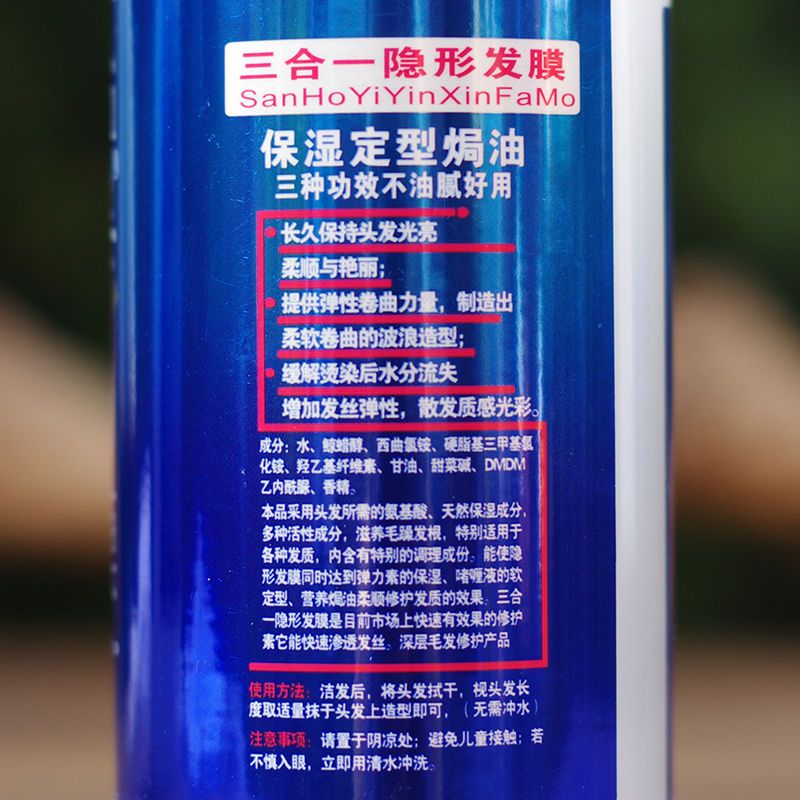 三合一隐形发膜
SanHoYiYinXinFaMo
保湿定型焗油
三种功效不油腻好用
长久保持头发光亮
柔顺与艳丽；
提供弹性卷曲力量，制造出
柔软卷曲的波浪造型；
缓解烫染后水分流失
增加发丝弹性，散发质感光彩。
成分：水、鲸蜡醇、西曲氯铵、硬脂基三甲基氯
化铵、羟乙基纤维素、甘油、甜菜碱、DMDM
乙内酰脲、香精。
本品采用头发所需的氨基酸、天然保湿成分，
多种活性成分，滋养毛躁发根，特别适用于
各种发质，内含有特别的调理成份。能使隐
形发膜同时达到弹力素的保湿、啫喱液的软
定型、营养焗油柔顺修护发质的效果。三合
一隐形发膜是目前市场上快速有效果的修护
素它能快速渗透发丝。深层毛发修护产品
使用方法：洁发后，将头发拭干，视头发长
度取适量抹于头发上造型即可，（无需冲水）
注意事项：请置于阴凉处；避免儿童接触；若
不慎入眼，立即用清水冲洗。